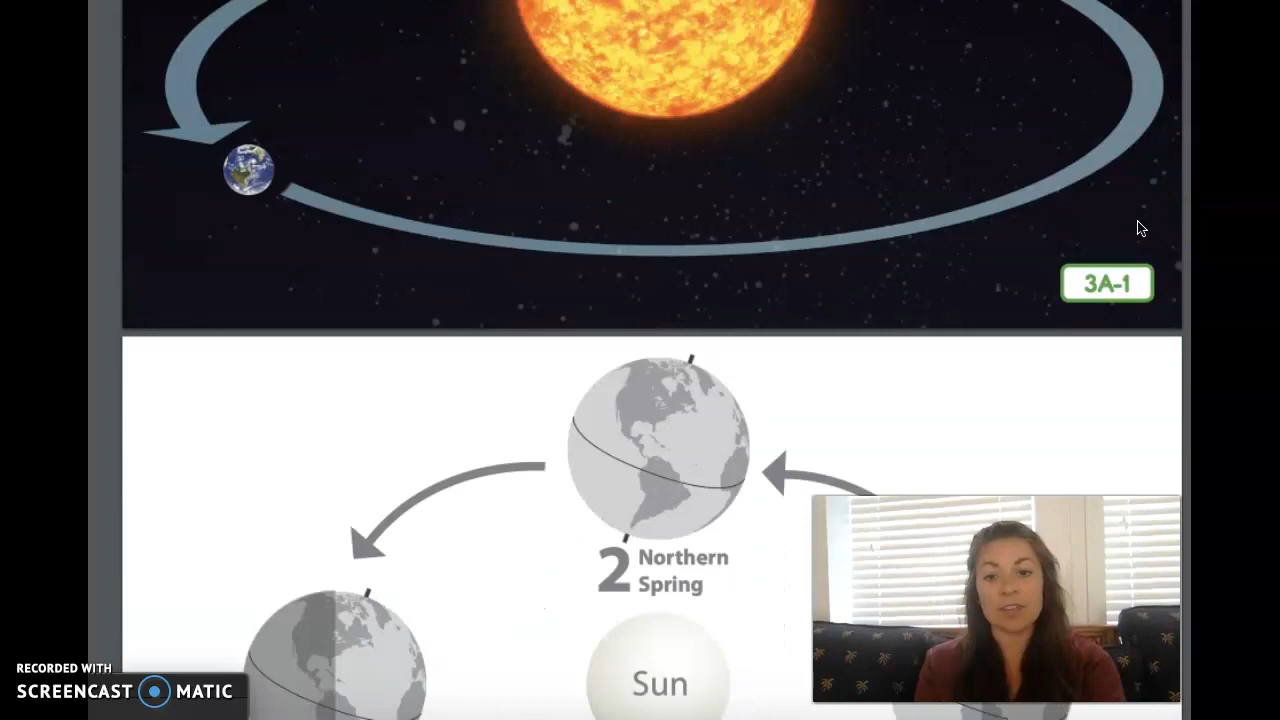 3A-1
2 Northern
Spring
Sun
RECORDED WITH
SCREENCAST MATIC